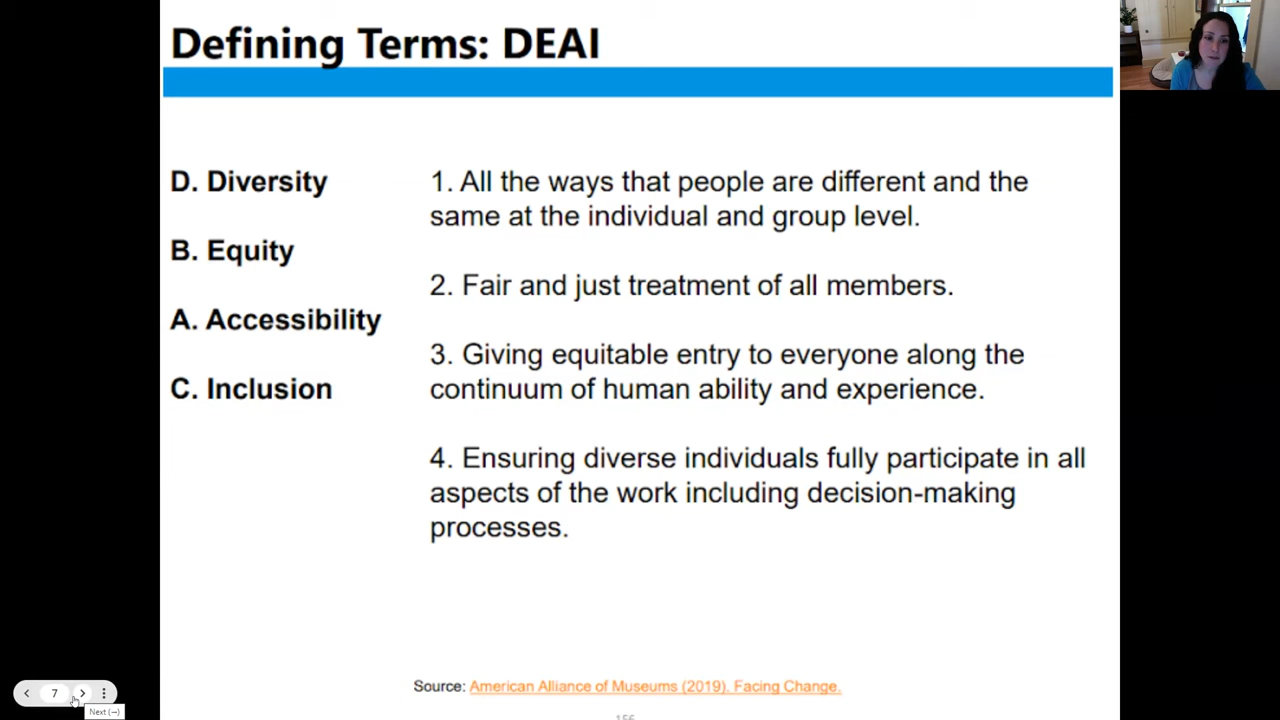 Defining Terms: DEAI
D. Diversity
B. Equity
A. Accessibility
C. Inclusion
1. All the ways that people are different and the
same at the individual and group level.
2. Fair and just treatment of all members.
3. Giving equitable entry to everyone along the
continuum of human ability and experience.
4. Ensuring diverse individuals fully participate in all
aspects of the work including decision-making
processes.
Source: American Alliance of Museums (2019). Facing Change.
7
Next (→)
156